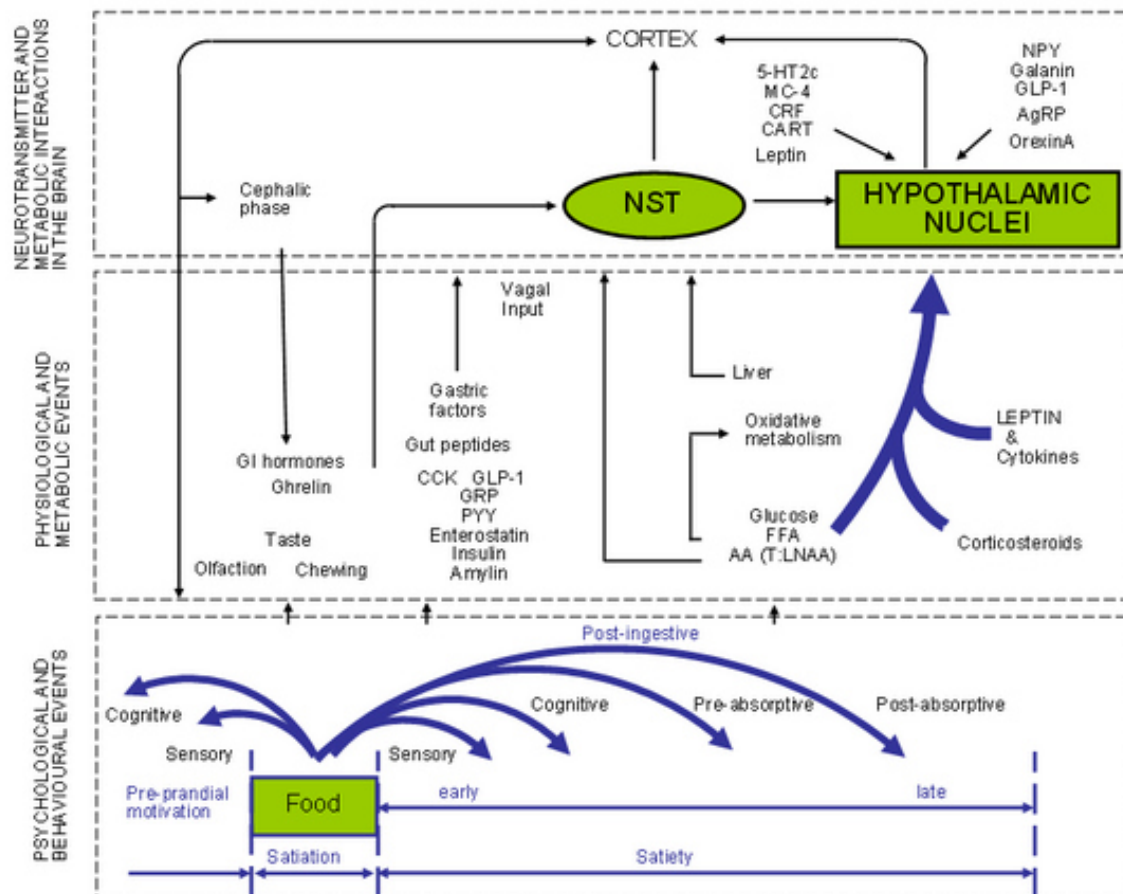 NEUROTRANSMITTER AND
METABOLIC INTERACTIONS
IN THE BRAIN
CORTEX
5-HT2c
MC-4
CRF
CART
Leptin
NPY
Galanin
GLP-1
AgRP
OrexinA
Cephalic
phase
NST
HYPOTHALAMIC
NUCLEI
PHYSIOLOGICAL AND
METABOLIC EVENTS
Vagal
Input
Gastric
factors
Liver
Oxidative
metabolism
LEPTIN
&
Cytokines
Gut peptides
GI hormones
Ghrelin
CCK GLP-1
GRP
PYY
Enterostatin
Insulin
Amylin
Glucose
FFA
AA (T:LNAA)
Corticosteroids
Taste
Olfaction Chewing
PSYCHOLOGICAL AND
BEHAVIOURAL EVENTS
Post-ingestive
Cognitive
Cognitive
Pre-absorptive
Post-absorptive
Sensory
Sensory
Pre-prandial
motivation
Food
early
late
Satiation
Satiety